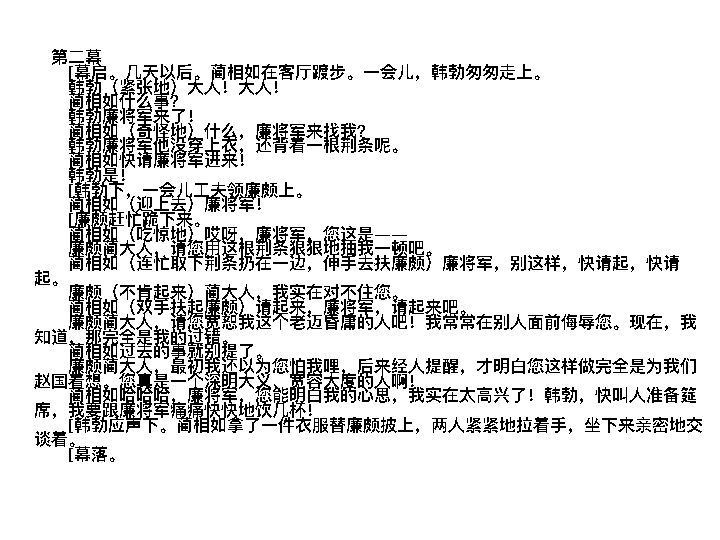 第二幕
[幕启。几天以后。蔺相如在客厅踱步。一会儿，韩勃匆匆走上。
韩勃（紧张地）大人！大人！
蔺相如什么事？
韩勃廉将军来了！
蔺相如（奇怪地）什么，廉将军来找我？
韩勃廉将军他没穿上衣，还背着一根荆条呢。
蔺相如快请廉将军进来！
韩勃是！
[韩勃下，一会儿工夫领廉颇上。
蔺相如（迎上去）廉将军！
[廉颇赶忙跪下来。
蔺相如（吃惊地）哎呀，廉将军，您这是——
廉颇蔺大人，请您用这根荆条狠狠地抽我一顿吧。
蔺相如（连忙取下荆条扔在一边，伸手去扶廉颇）廉将军，别这样，快请起，快请
起。
廉颇（不肯起来）蔺大人，我实在对不住您。
蔺相如（双手扶起廉颇）请起来，廉将军，请起来吧。
廉颇蔺大人，请您宽恕我这个老迈昏庸的人吧！我常常在别人面前侮辱您。现在，我
知道，那完全是我的过错。
蔺相如过去的事就别提了。
廉颇蔺大人，最初我还以为您怕我哩，后来经人提醒，才明白您这样做完全是为我们
赵国着想。您真是一个深明大义、宽容大度的人啊！
蔺相如哈哈哈，廉将军，您能明白我的心思，我实在太高兴了！韩勃，快叫人准备筵
席，我要跟廉将军痛痛快快地饮几杯！
[韩勃应声下。蔺相如拿了一件衣服替廉颇披上，两人紧紧地拉着手，坐下来亲密地交
谈着。
[幕落。